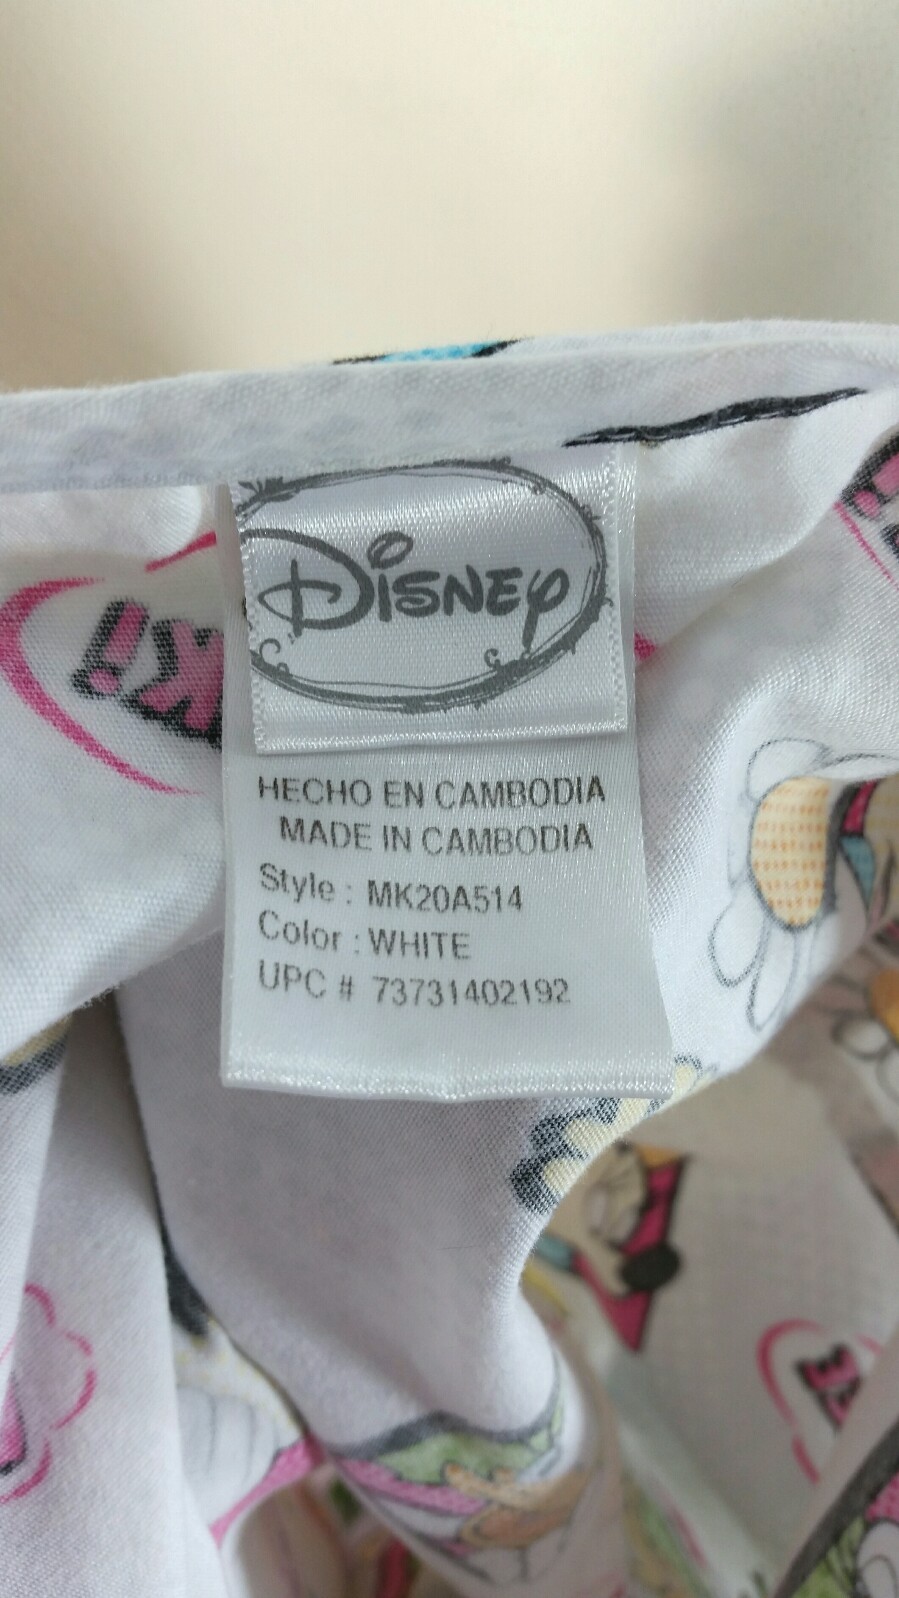 Disney
HECHO EN CAMBODIA
MADE IN CAMBODIA
Style : MK20A514
Color : WHITE
UPC # 73731402192